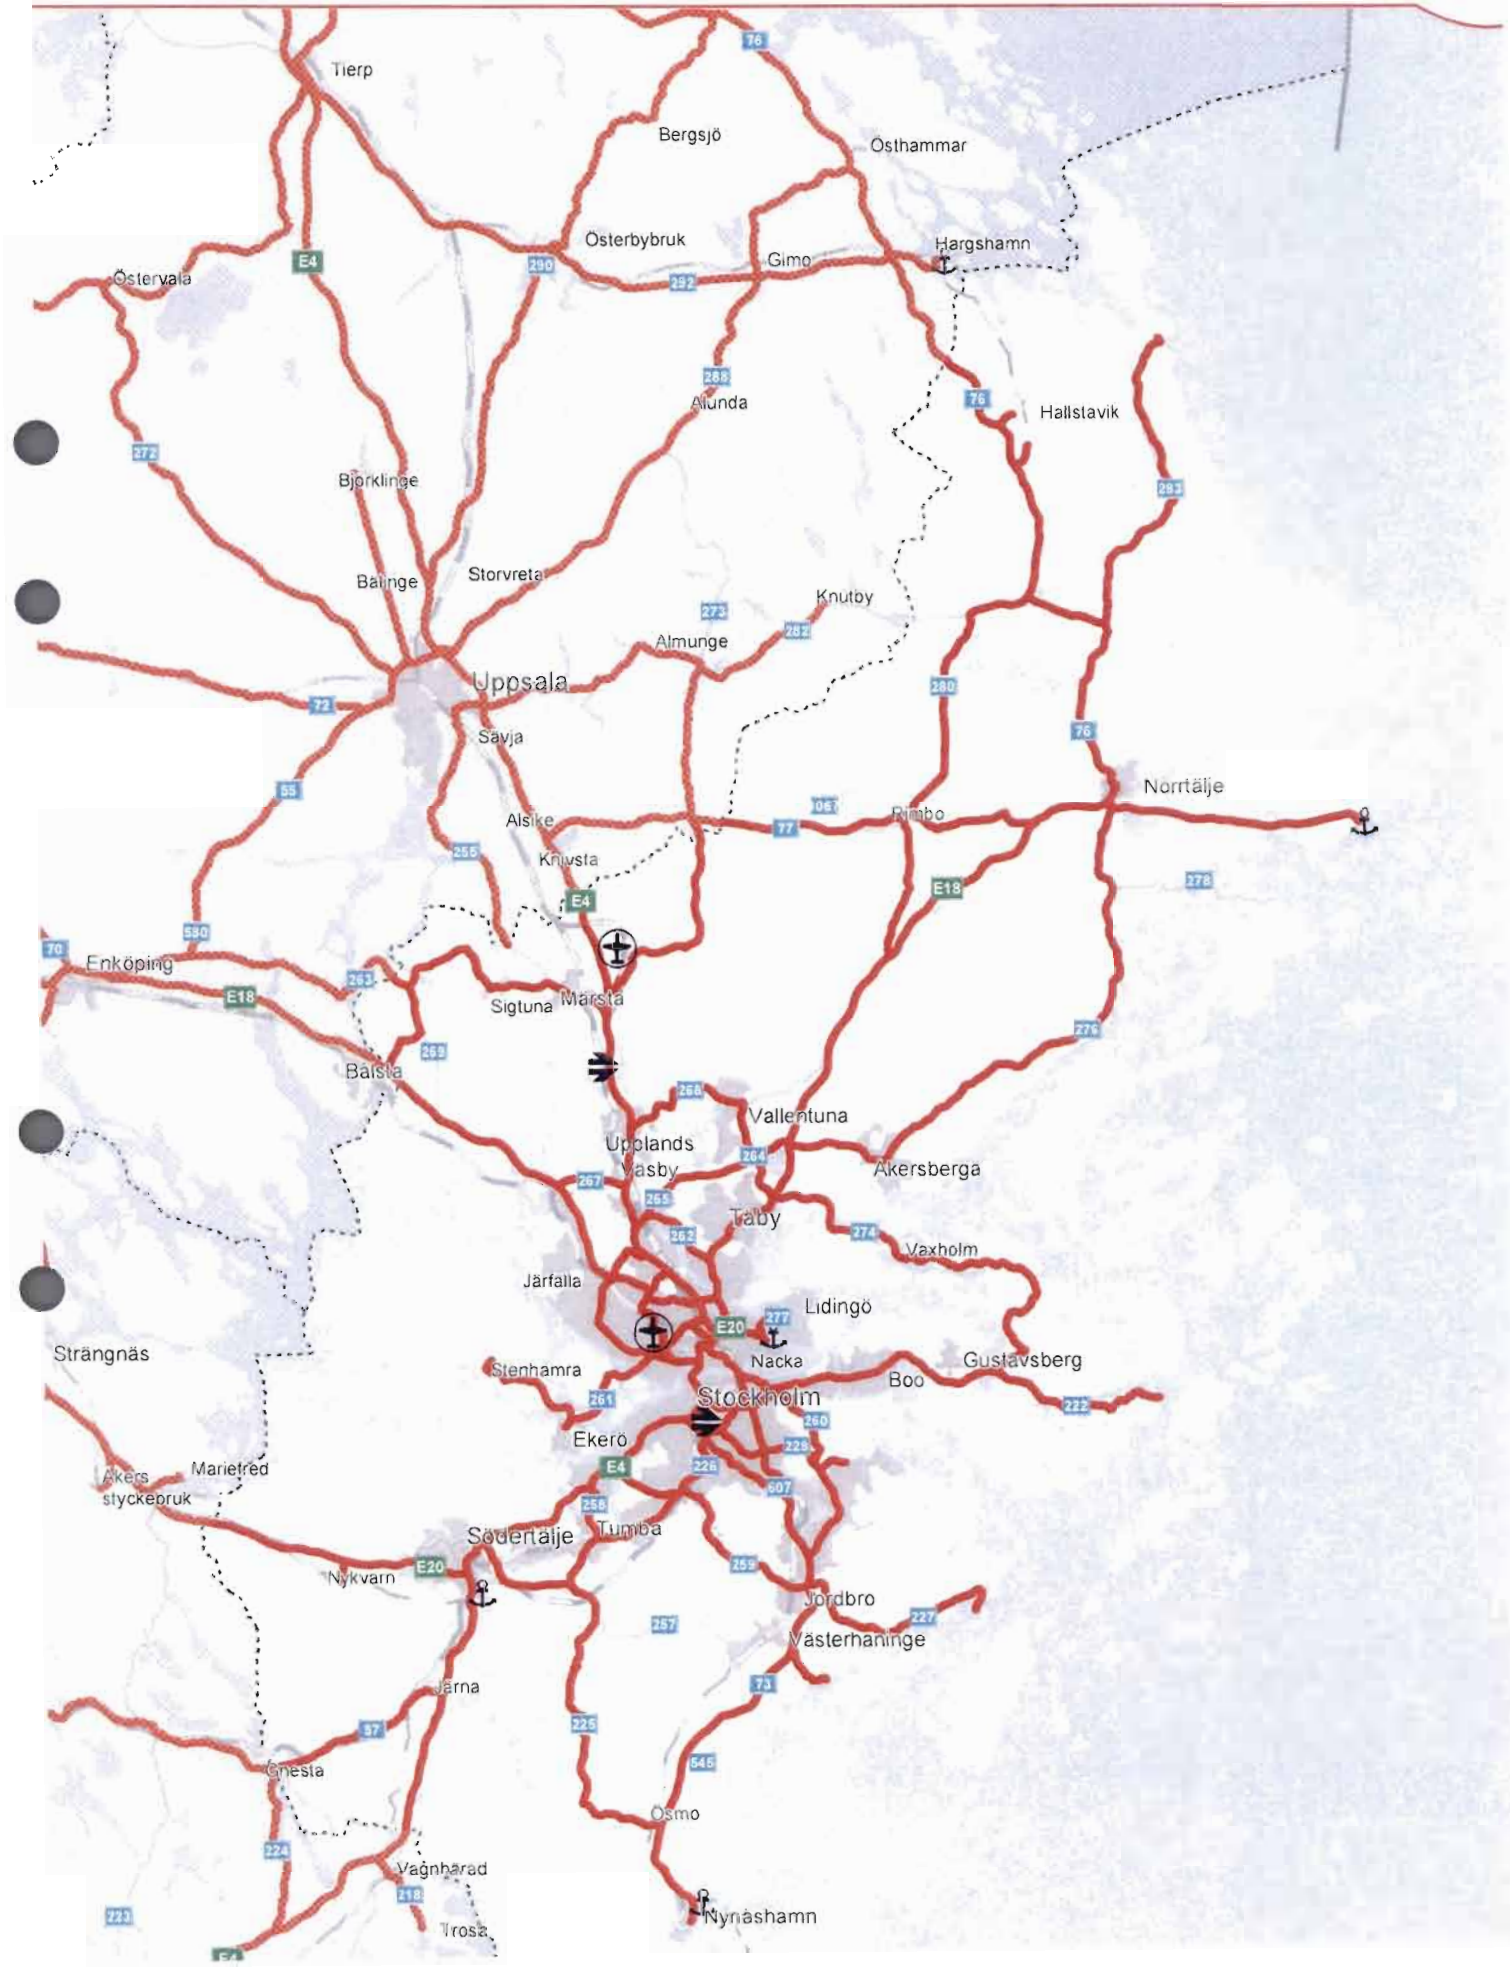 76
Tierp
Bergsjö
Östhammar
Österbybruk
Hargshamn
Gimo
E4
290
292
Östervala
288
Alunda
76
Hallstavik
272
Björklinge
283
Bälinge
Storvreta
Knutby
273
282
Almunge
Uppsala
280
72
76
Sävja
55
Norrtälje
Rimbo
Alsike
77
255
Knivsta
278
E18
E4
580
70
Enköping
263
E18
Sigtuna
Märsta
276
269
Bålsta
268
Vallentuna
Upplands
Väsby
264
Åkersberga
267
265
Täby
262
274
Vaxholm
Järfälla
Lidingö
277
E20
Strängnäs
Nacka
Gustavsberg
Stenhamra
Boo
261
Stockholm
222
260
Ekerö
228
E4
226
Mariefred
Åkers
styckebruk
607
258
Södertälje
Tumba
259
E20
Nykvarn
Jordbro
227
257
Västerhaninge
73
Järna
225
57
545
Gnesta
Ösmo
224
Vagnhärad
218
223
Nynäshamn
Trosa
E4